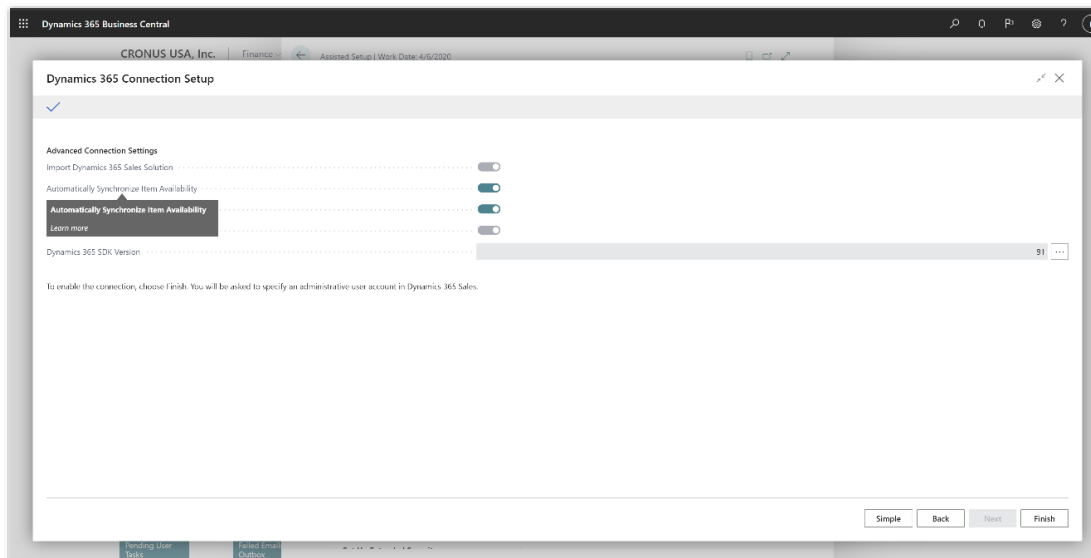 Dynamics 365 Business Central
?
CRONUS USA, Inc. | Finance
Assisted Setup | Work Date: 4/6/2020
Dynamics 365 Connection Setup
Advanced Connection Settings
Import Dynamics 365 Sales Solution
Automatically Synchronize Item Availability
Automatically Synchronize Item Availability
Learn more
Dynamics 365 SDK Version
91
...
To enable the connection, choose Finish. You will be asked to specify an administrative user account in Dynamics 365 Sales.
Simple
Back
Next
Finish
Pending User
Tasks
Failed Email
Outbox